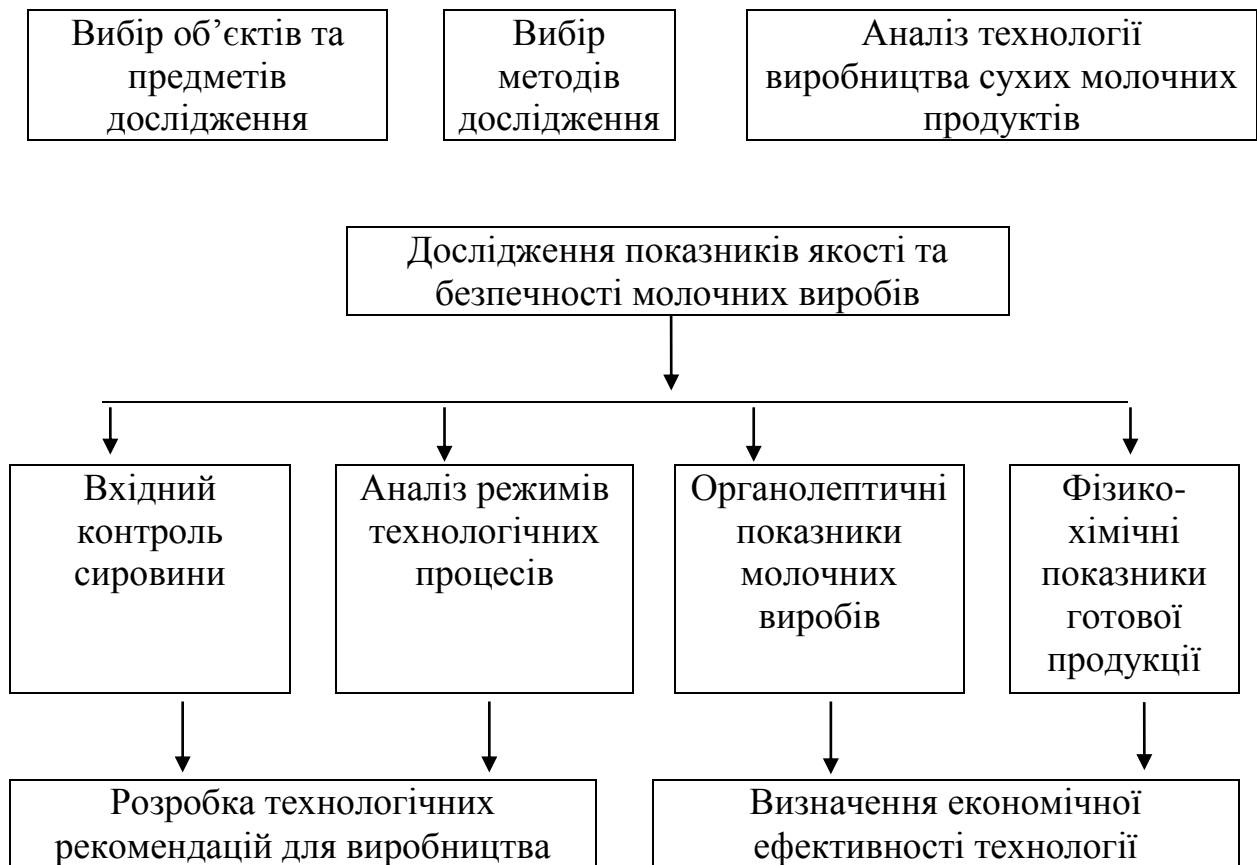 Вибір об’єктів та
предметів
дослідження
Вибір
методів
дослідження
Аналіз технології
виробництва сухих молочних
продуктів
Дослідження показників якості та
безпечності молочних виробів
Вхідний
контроль
сировини
Аналіз режимів
технологічних
процесів
Органолептичні
показники
молочних
виробів
Фізико-
хімічні
показники
готової
продукції
Розробка технологічних
рекомендацій для виробництва
Визначення економічної
ефективності технології